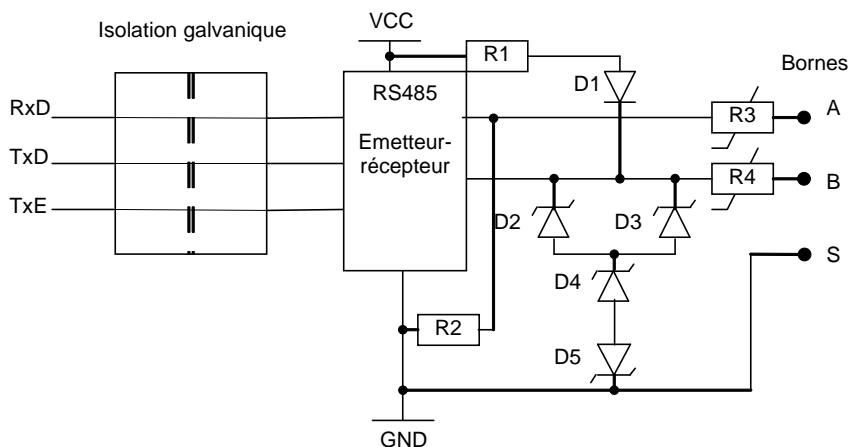 VCC
Isolation galvanique
R1
D1
Bornes
RS485
RxD
R3
A
Emetteur-
récepteur
TxD
R4
B
TxE
D2
D3
S
D4
R2
D5
GND